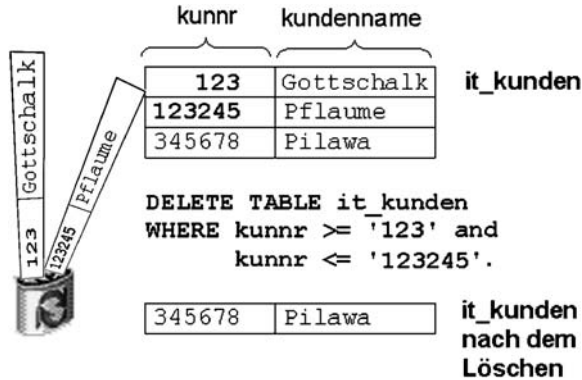 kunnr kundenname
123 Gottschalk it_kunden
123245 Pflaume
345678 Pilawa
123 Gottschalk
123245 Pflaume
DELETE TABLE it_kunden
WHERE kunnr >= '123' and
kunnr <= '123245'.
345678 Pilawa
it_kunden
nach dem
Löschen